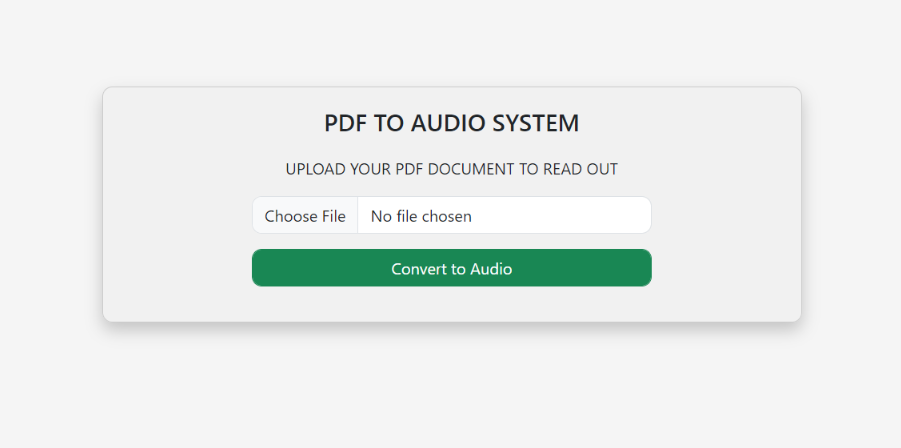 PDF TO AUDIO SYSTEM
UPLOAD YOUR PDF DOCUMENT TO READ OUT
Choose File No file chosen
Convert to Audio